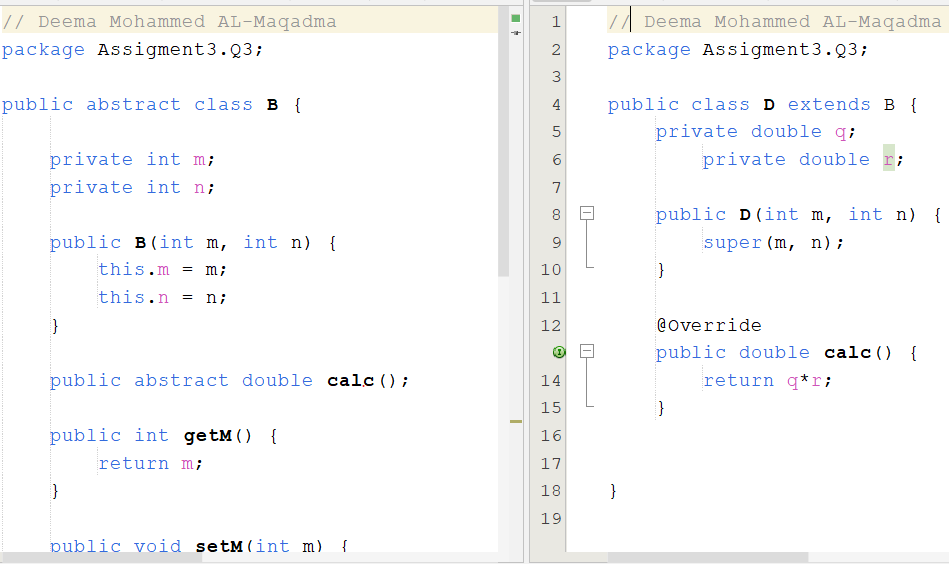 // Deema Mohammed AL-Maqadma
package Assigment3.Q3;
public abstract class B {
private int m;
private int n;
public B(int m, int n) {
this.m = m;
this.n = n;
}
public abstract double calc();
public int getM() {
return m;
}
public void setM(int m) {
1 // Deema Mohammed AL-Maqadma
2 package Assigment3.Q3;
3
4 public class D extends B {
5 private double q;
6 private double r;
7
8 public D(int m, int n) {
9 super(m, n);
10 }
11
12 @Override
public double calc() {
14 return q*r;
15 }
16
17
18 }
19